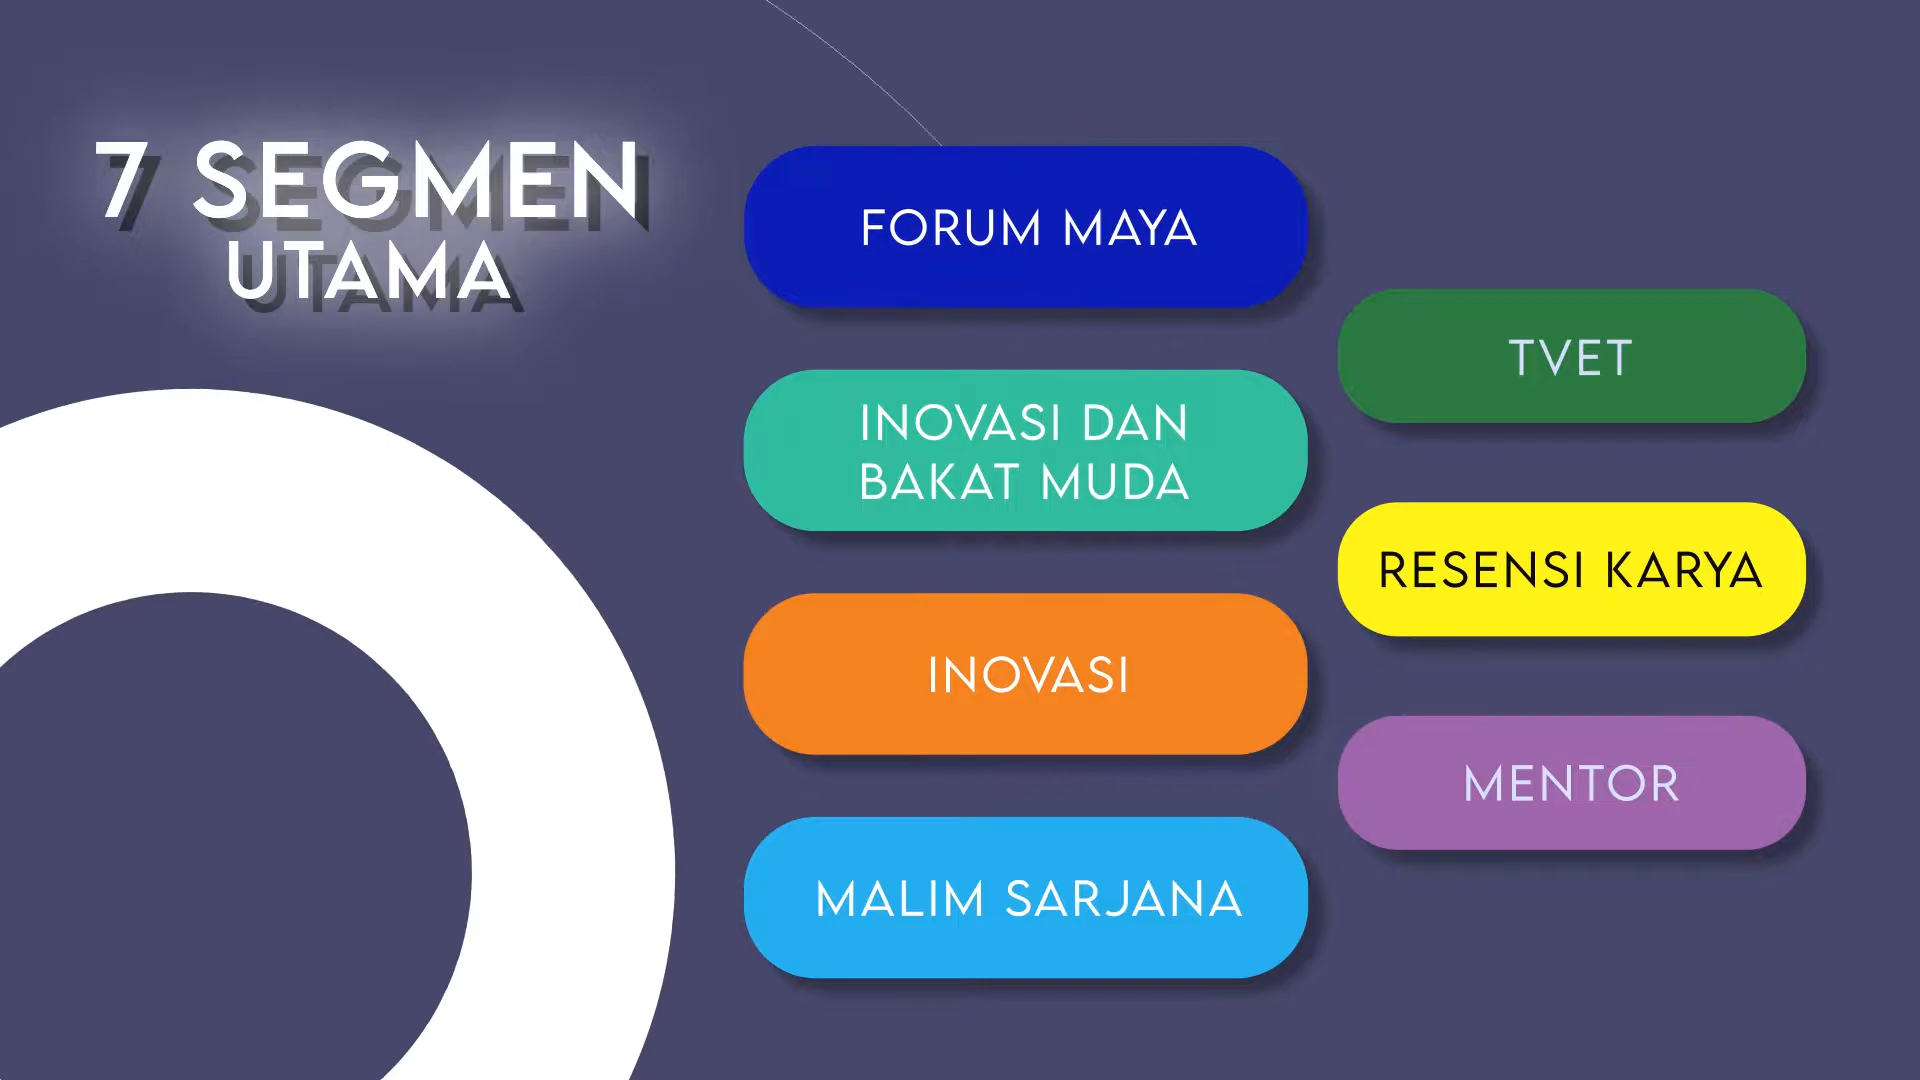 7 SEGMEN
UTAMA
FORUM MAYA
INOVASI DAN
BAKAT MUDA
INOVASI
MALIM SARJANA
TVET
RESENSI KARYA
MENTOR